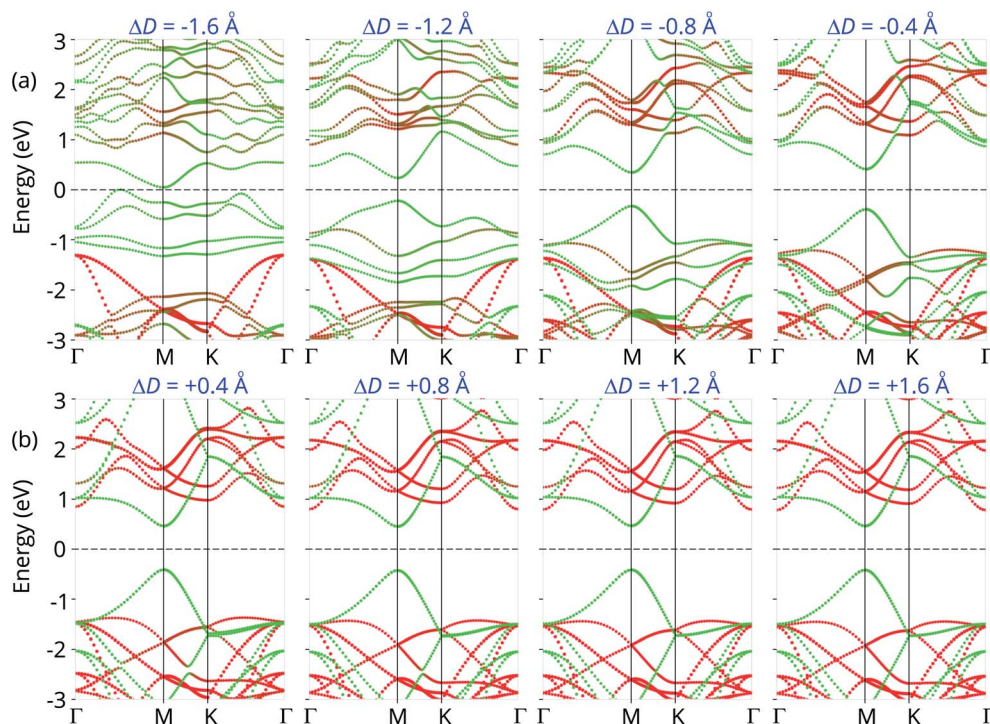 ΔD = -1.6 Å ΔD = -1.2 Å ΔD = -0.8 Å ΔD = -0.4 Å
(a)
Energy (eV)
3 2 1 0 -1 -2 -3
Γ M K Γ Γ M K Γ Γ M K Γ Γ M K Γ
ΔD = +0.4 Å ΔD = +0.8 Å ΔD = +1.2 Å ΔD = +1.6 Å
(b)
Energy (eV)
3 2 1 0 -1 -2 -3
Γ M K Γ Γ M K Γ Γ M K Γ Γ M K Γ